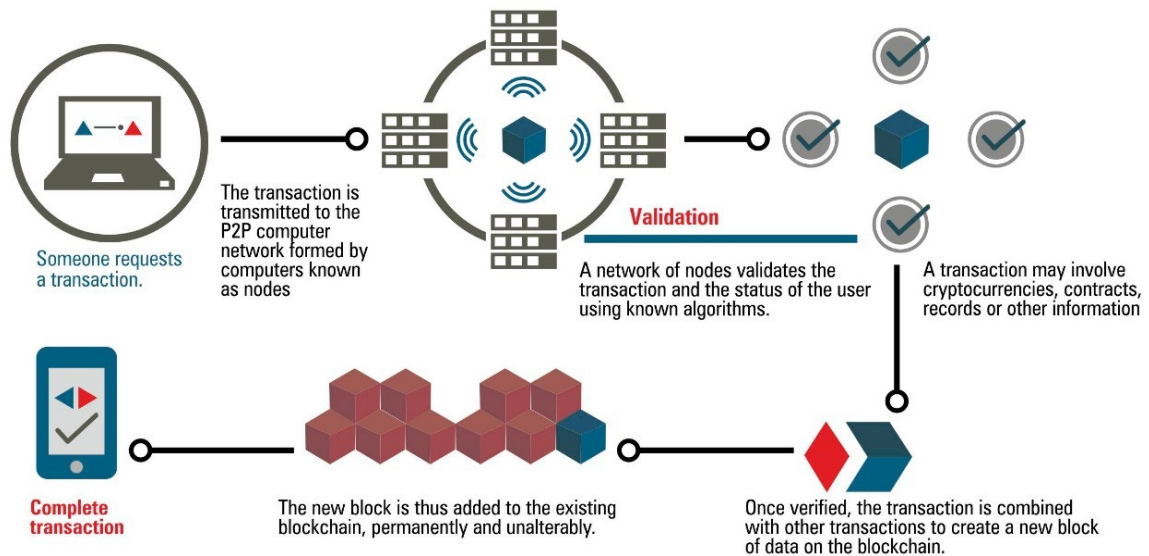 Someone requests
a transaction.
The transaction is
transmitted to the
P2P computer
network formed by
computers known
as nodes
Validation
A network of nodes validates the
transaction and the status of the user
using known algorithms.
A transaction may involve
cryptocurrencies, contracts,
records or other information
Once verified, the transaction is combined
with other transactions to create a new block
of data on the blockchain.
The new block is thus added to the existing
blockchain, permanently and unalterably.
Complete
transaction